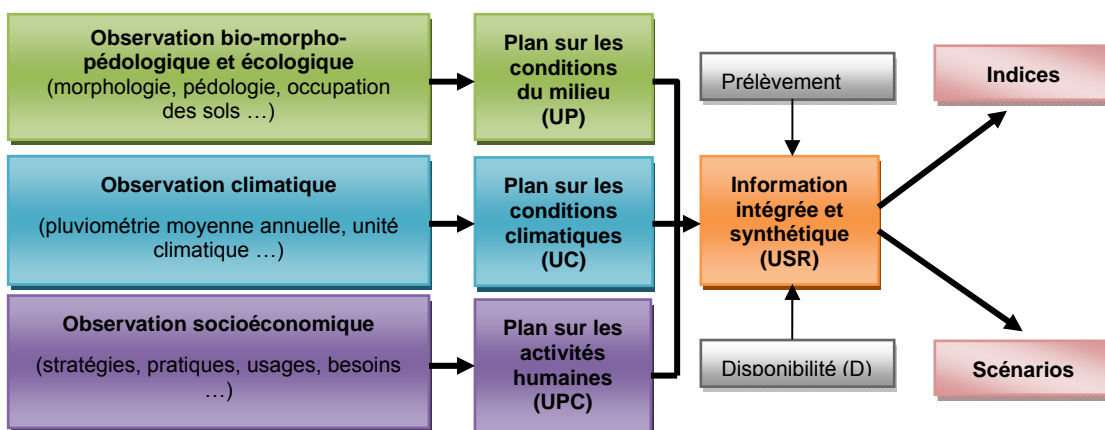 Observation bio-morpho-
pédologique et écologique
(morphologie, pédologie, occupation
des sols …)
Plan sur les
conditions
du milieu
(UP)
Prélèvement
Indices
Observation climatique
(pluviométrie moyenne annuelle, unité
climatique …)
Plan sur les
conditions
climatiques
(UC)
Information
intégrée et
synthétique
(USR)
Observation socioéconomique
(stratégies, pratiques, usages, besoins
…)
Plan sur les
activités
humaines
(UPC)
Disponibilité (D)
Scénarios